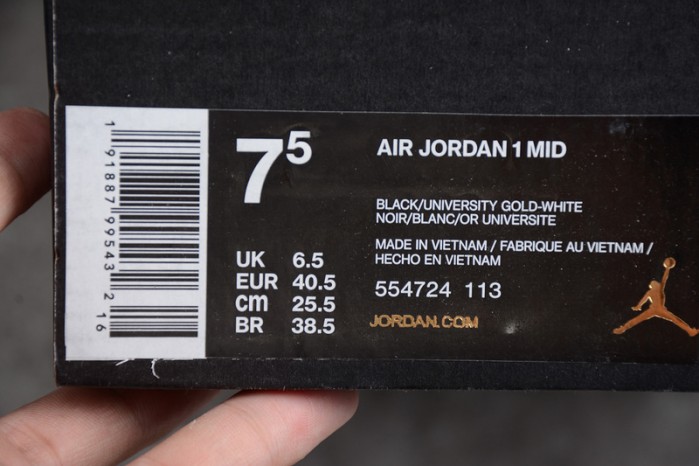 1 91887 99543 2 16
7 5
UK 6.5
EUR 40.5
cm 25.5
BR 38.5
AIR JORDAN 1 MID
BLACK/UNIVERSITY GOLD-WHITE
NOIR/BLANC/OR UNIVERSITE
MADE IN VIETNAM / FABRIQUE AU VIETNAM /
HECHO EN VIETNAM
554724 113
JORDAN.COM